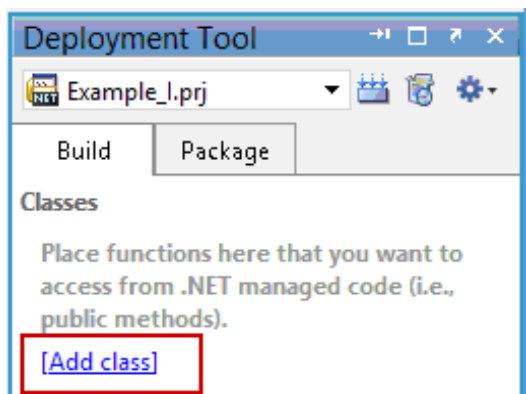 Deployment Tool
NET Example_l.prj
Build Package
Classes
Place functions here that you want to
access from .NET managed code (i.e.,
public methods).
[Add class]